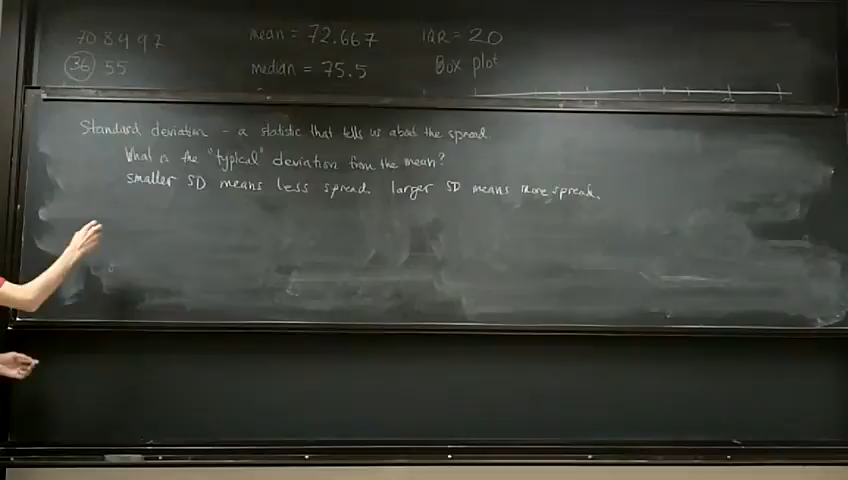 70 84 97
36 55
mean = 72.667
median = 75.5
IQR = 20
Box plot
Standard deviation - a statistic that tells us about the spread.
What is the "typical" deviation from the mean?
smaller SD means less spread. larger SD means more spread.